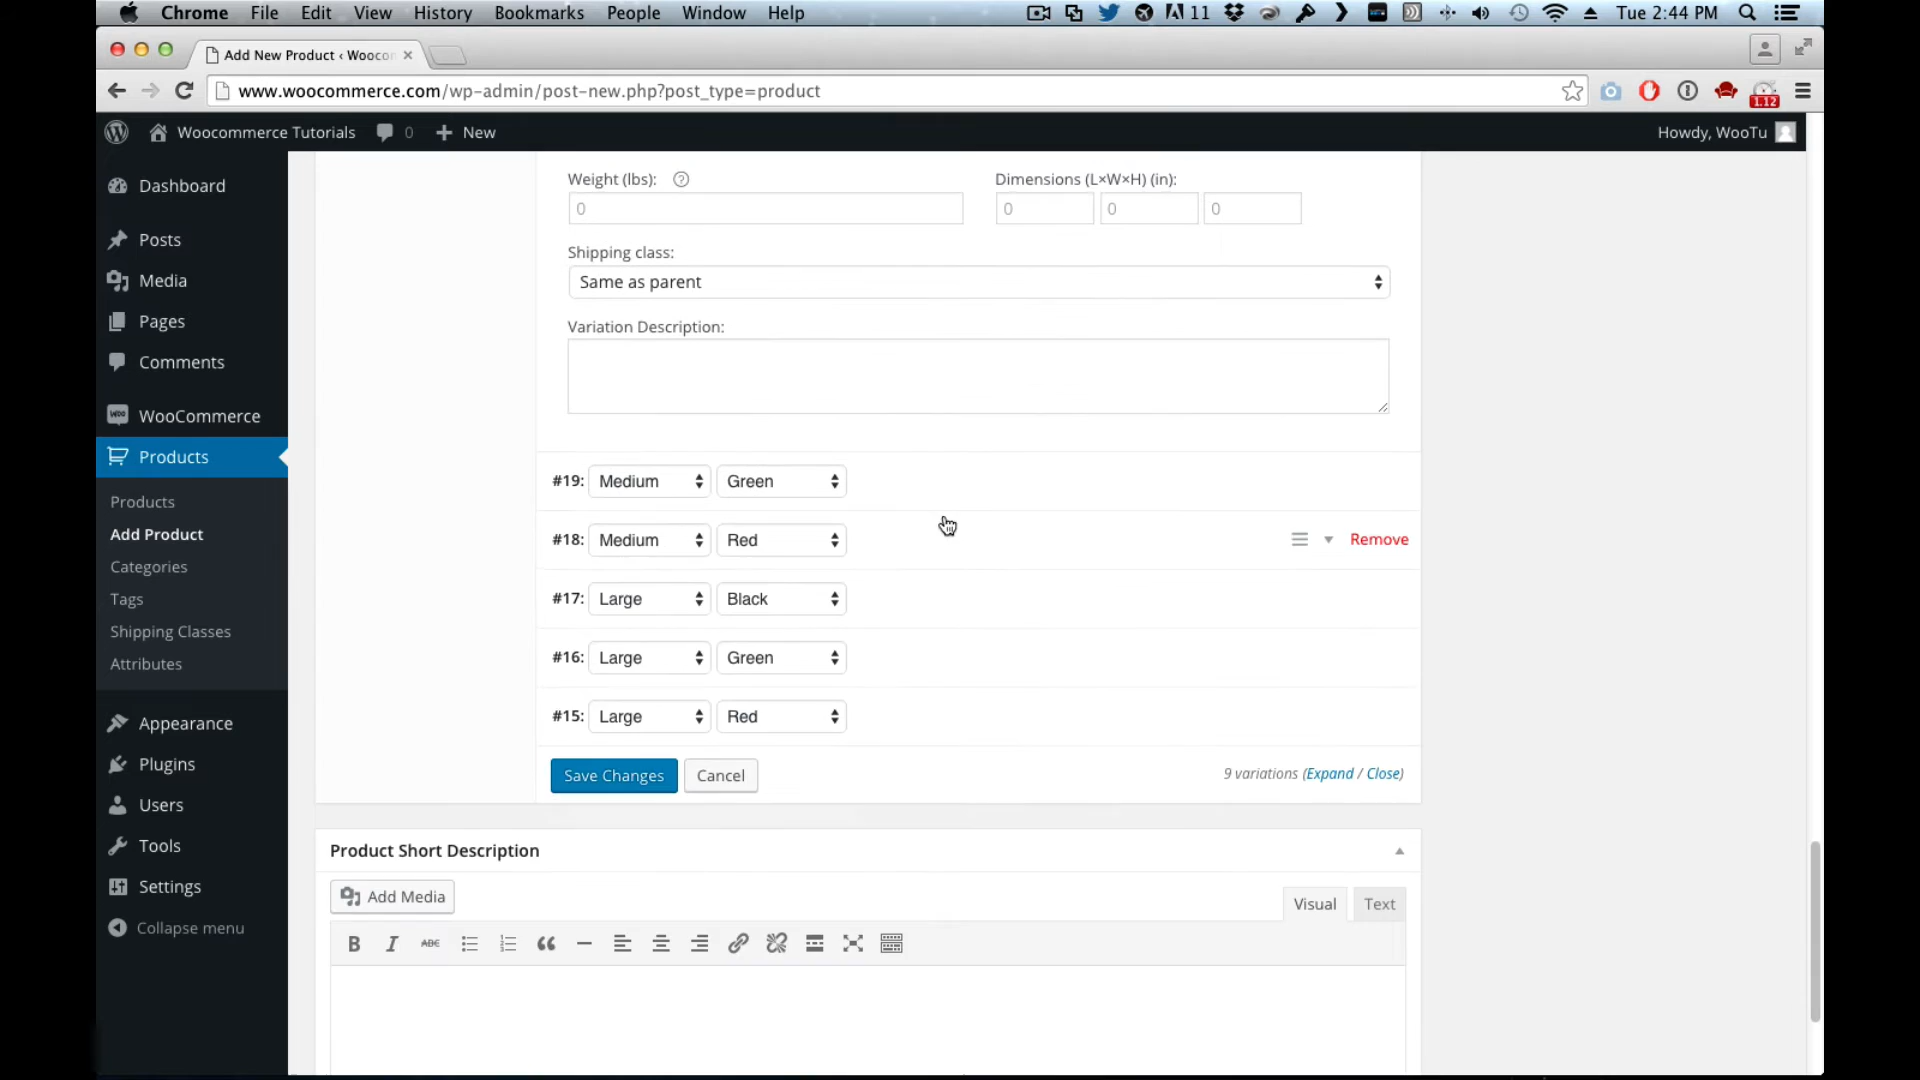 Chrome File Edit View History Bookmarks People Window Help 11 Tue 2:44 PM
Add New Product ‹ Wooco
www.woocommerce.com/wp-admin/post-new.php?post_type=product 1.12
Woocommerce Tutorials 0 + New Howdy, WooTu
Dashboard
Posts
Media
Pages
Comments
WooCommerce
Products
Products
Add Product
Categories
Tags
Shipping Classes
Attributes
Appearance
Plugins
Users
Tools
Settings
Collapse menu
Weight (lbs): ? Dimensions (L×W×H) (in):
0 0 0 0
Shipping class:
Same as parent
Variation Description:
#19: Medium Green
#18: Medium Red Remove
#17: Large Black
#16: Large Green
#15: Large Red
Save Changes Cancel 9 variations (Expand / Close)
Product Short Description
Add Media Visual Text
B I ABC